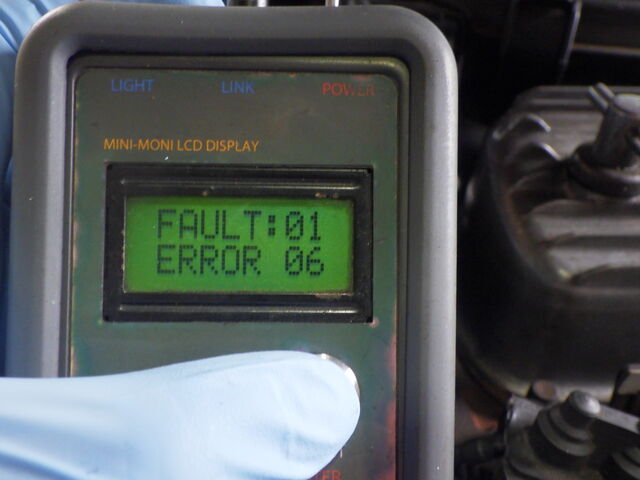 LIGHT LINK POWER
MINI-MONI LCD DISPLAY
FAULT:01
ERROR 06